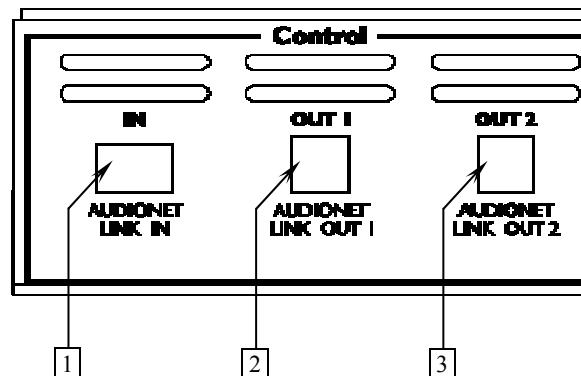 Control
IN OUT 1 OUT 2
AUDIONET AUDIONET AUDIONET
LINK IN LINK OUT 1 LINK OUT 2
1 2 3